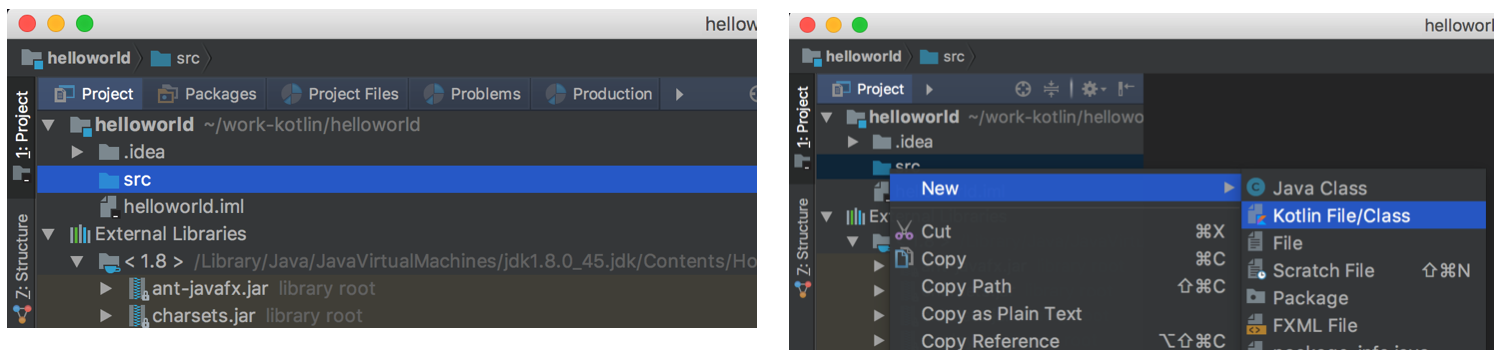 hellow
helloworld
src
Project
Packages
Project Files
Problems
Production
1: Project
helloworld ~/work-kotlin/helloworld
.idea
src
helloworld.iml
External Libraries
< 1.8 > /Library/Java/JavaVirtualMachines/jdk1.8.0_45.jdk/Contents/Ho
ant-javafx.jar library root
charsets.jar library root
Z: Structure
helloworl
helloworld
src
Project
1: Project
helloworld ~/work-kotlin/hellowo
.idea
src
Ex
Z: Structure
New
Cut ⌘X
Copy ⌘C
Copy Path ⇧⌘C
Copy as Plain Text
Copy Reference ⌥⇧⌘C
Java Class
Kotlin File/Class
File
Scratch File ⇧⌘N
Package
FXML File
package-info.java